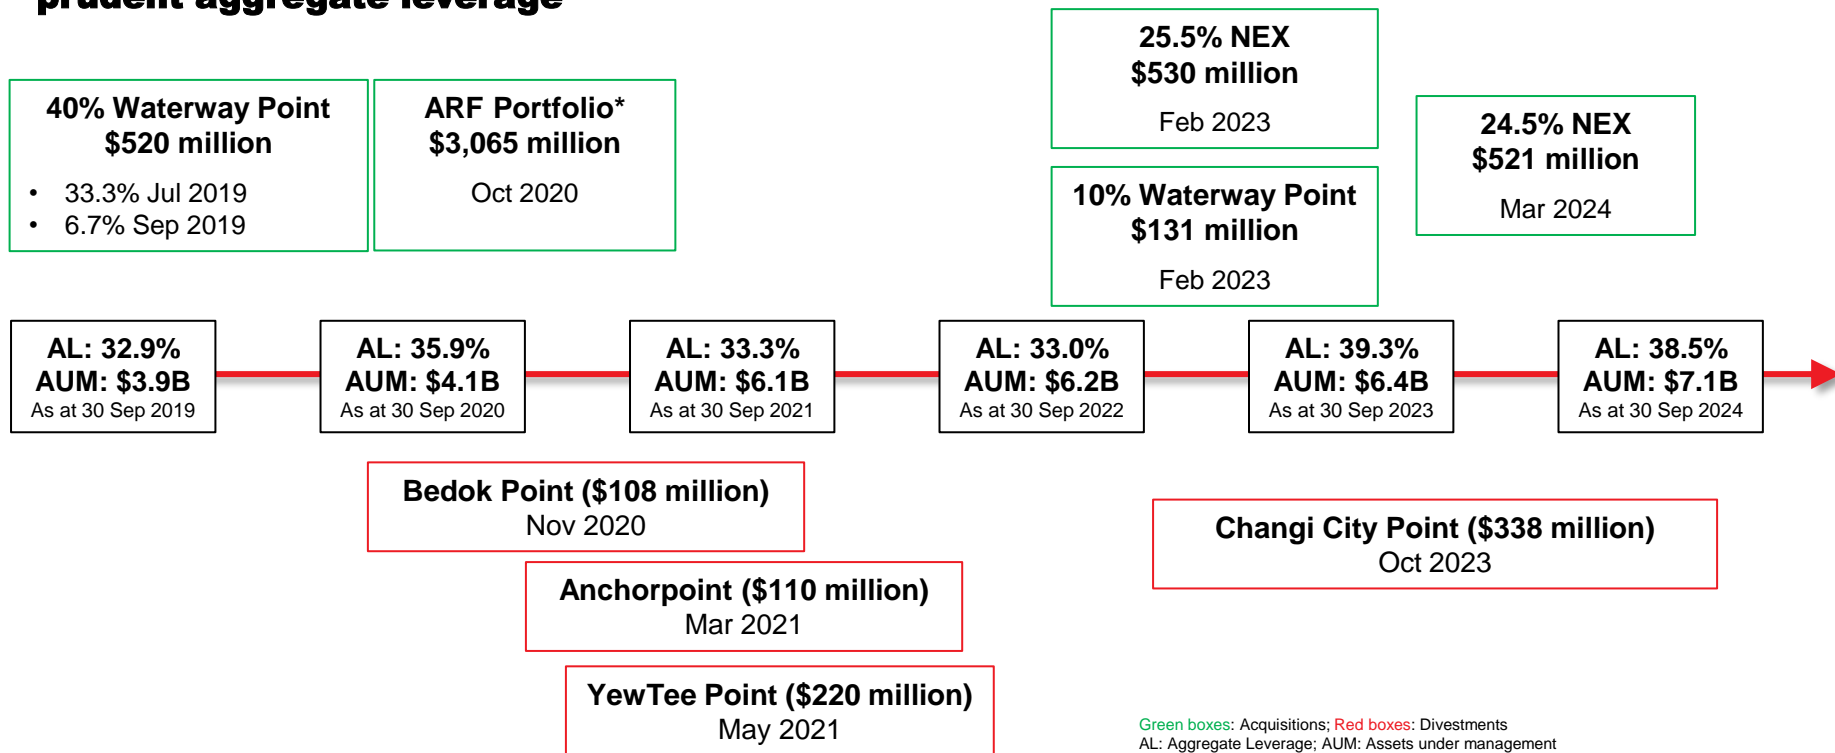 prudent aggregate leverage
40% Waterway Point
$520 million
• 33.3% Jul 2019
• 6.7% Sep 2019
ARF Portfolio*
$3,065 million
Oct 2020
25.5% NEX
$530 million
Feb 2023
10% Waterway Point
$131 million
Feb 2023
24.5% NEX
$521 million
Mar 2024
AL: 32.9%
AUM: $3.9B
As at 30 Sep 2019
AL: 35.9%
AUM: $4.1B
As at 30 Sep 2020
AL: 33.3%
AUM: $6.1B
As at 30 Sep 2021
AL: 33.0%
AUM: $6.2B
As at 30 Sep 2022
AL: 39.3%
AUM: $6.4B
As at 30 Sep 2023
AL: 38.5%
AUM: $7.1B
As at 30 Sep 2024
Bedok Point ($108 million)
Nov 2020
Anchorpoint ($110 million)
Mar 2021
YewTee Point ($220 million)
May 2021
Changi City Point ($338 million)
Oct 2023
Green boxes: Acquisitions; Red boxes: Divestments
AL: Aggregate Leverage; AUM: Assets under management